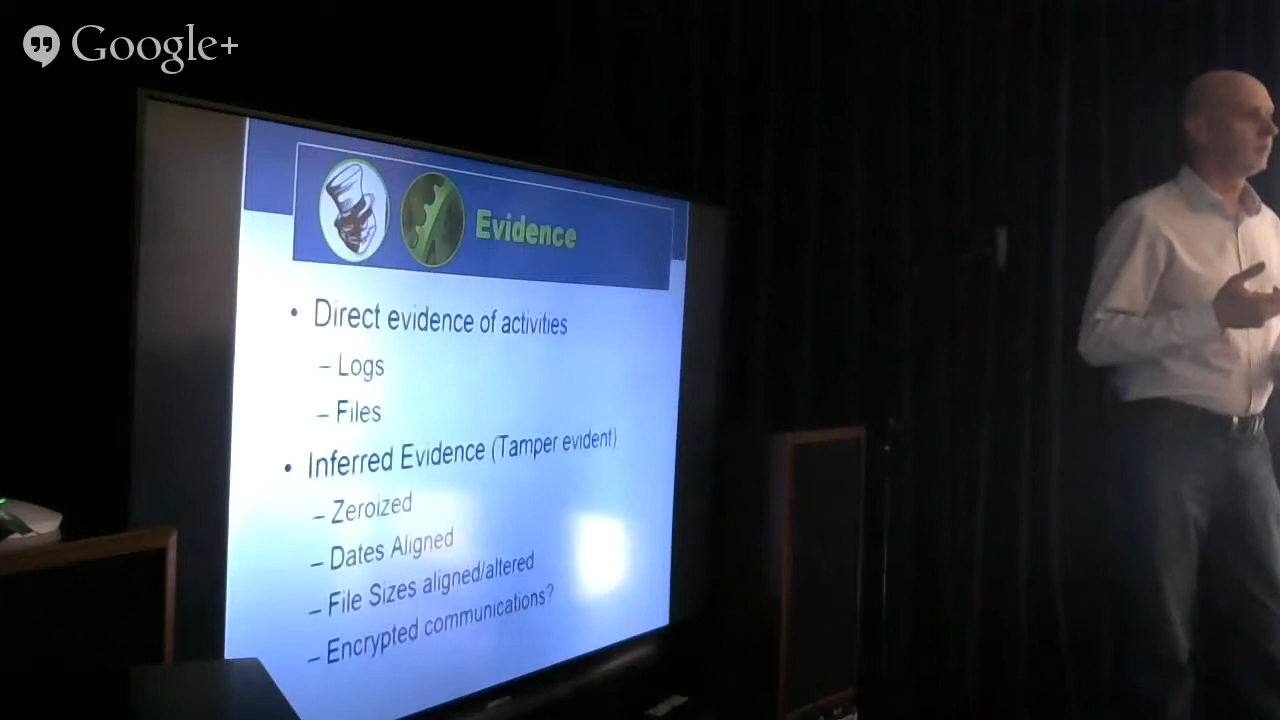 Google+
Evidence
• Direct evidence of activities
– Logs
– Files
• Inferred Evidence (Tamper evident)
– Zeroized
– Dates Aligned
– File Sizes aligned/altered
– Encrypted communications?